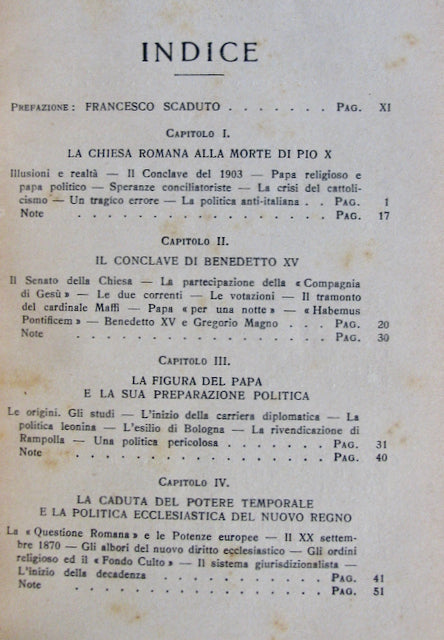 INDICE
PREFAZIONE: FRANCESCO SCADUTO . . . . . . . PAG. XI
CAPITOLO I.
LA CHIESA ROMANA ALLA MORTE DI PIO X
Illusioni e realtà — Il Conclave del 1903 — Papa religioso e
papa politico — Speranze conciliatoriste — La crisi del cattoli-
cismo — Un tragico errore — La politica anti-italiana . . PAG. 1
Note . . . . . . . . . . . . . . PAG. 17
CAPITOLO II.
IL CONCLAVE DI BENEDETTO XV
Il Senato della Chiesa — La partecipazione della « Compagnia
di Gesù » — Le due correnti — Le votazioni — Il tramonto
del cardinale Maffi — Papa « per una notte » — « Habemus
Pontificem » — Benedetto XV e Gregorio Magno . . . PAG. 20
Note . . . . . . . . . . . . . . PAG. 30
CAPITOLO III.
LA FIGURA DEL PAPA
E LA SUA PREPARAZIONE POLITICA
Le origini. Gli studi — L'inizio della carriera diplomatica — La
politica leonina — L'esilio di Bologna — La rivendicazione di
Rampolla — Una politica pericolosa . . . . . . . PAG. 31
Note . . . . . . . . . . . . . . PAG. 40
CAPITOLO IV.
LA CADUTA DEL POTERE TEMPORALE
E LA POLITICA ECCLESIASTICA DEL NUOVO REGNO
La « Questione Romana » e le Potenze europee — Il XX settem-
bre 1870 — Gli albori del nuovo diritto ecclesiastico — Gli ordini
religioso ed il « Fondo Culto » — Il sistema giurisdizionalista —
L'inizio della decadenza . . . . . . . . . . PAG. 41
Note . . . . . . . . . . . . . . PAG. 51